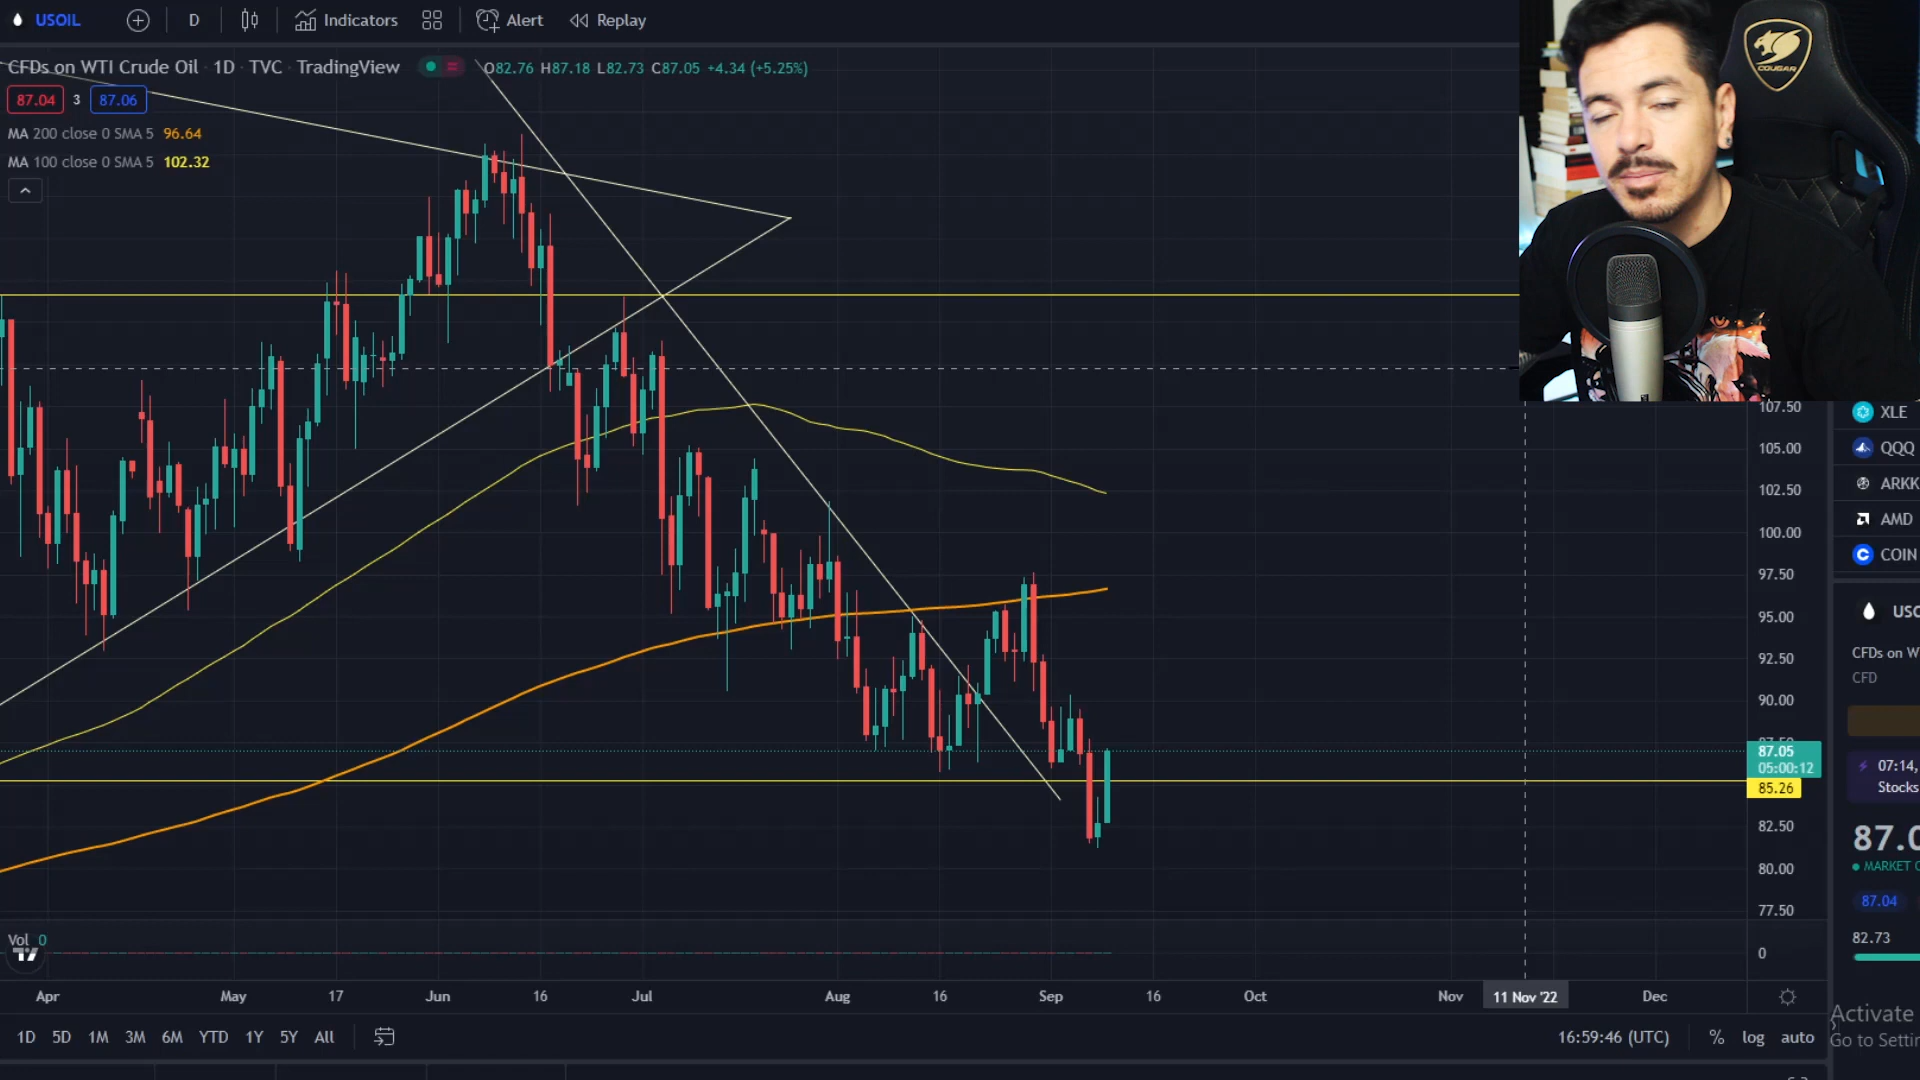 USOIL
D
Indicators
Alert
Replay
CFDs on WTI Crude Oil · 1D · TVC · TradingView
O82.76 H87.18 L82.73 C87.05 +4.34 (+5.25%)
87.04 3 87.06
MA 200 close 0 SMA 5 96.64
MA 100 close 0 SMA 5 102.32
COUGAR
107.50
105.00
102.50
100.00
97.50
95.00
92.50
90.00
87.50
87.05
05:00:12
85.26
82.50
80.00
77.50
0
XLE
QQQ
ARKK
AMD
COIN
USO
CFDs on W
CFD
07:14,
Stocks
87.0
MARKET
87.04
82.73
Vol 0
Apr May 17 Jun 16 Jul Aug 16 Sep 16 Oct Nov 11 Nov '22 Dec
1D 5D 1M 3M 6M YTD 1Y 5Y All
16:59:46 (UTC) % log auto
Activate
Go to Settin